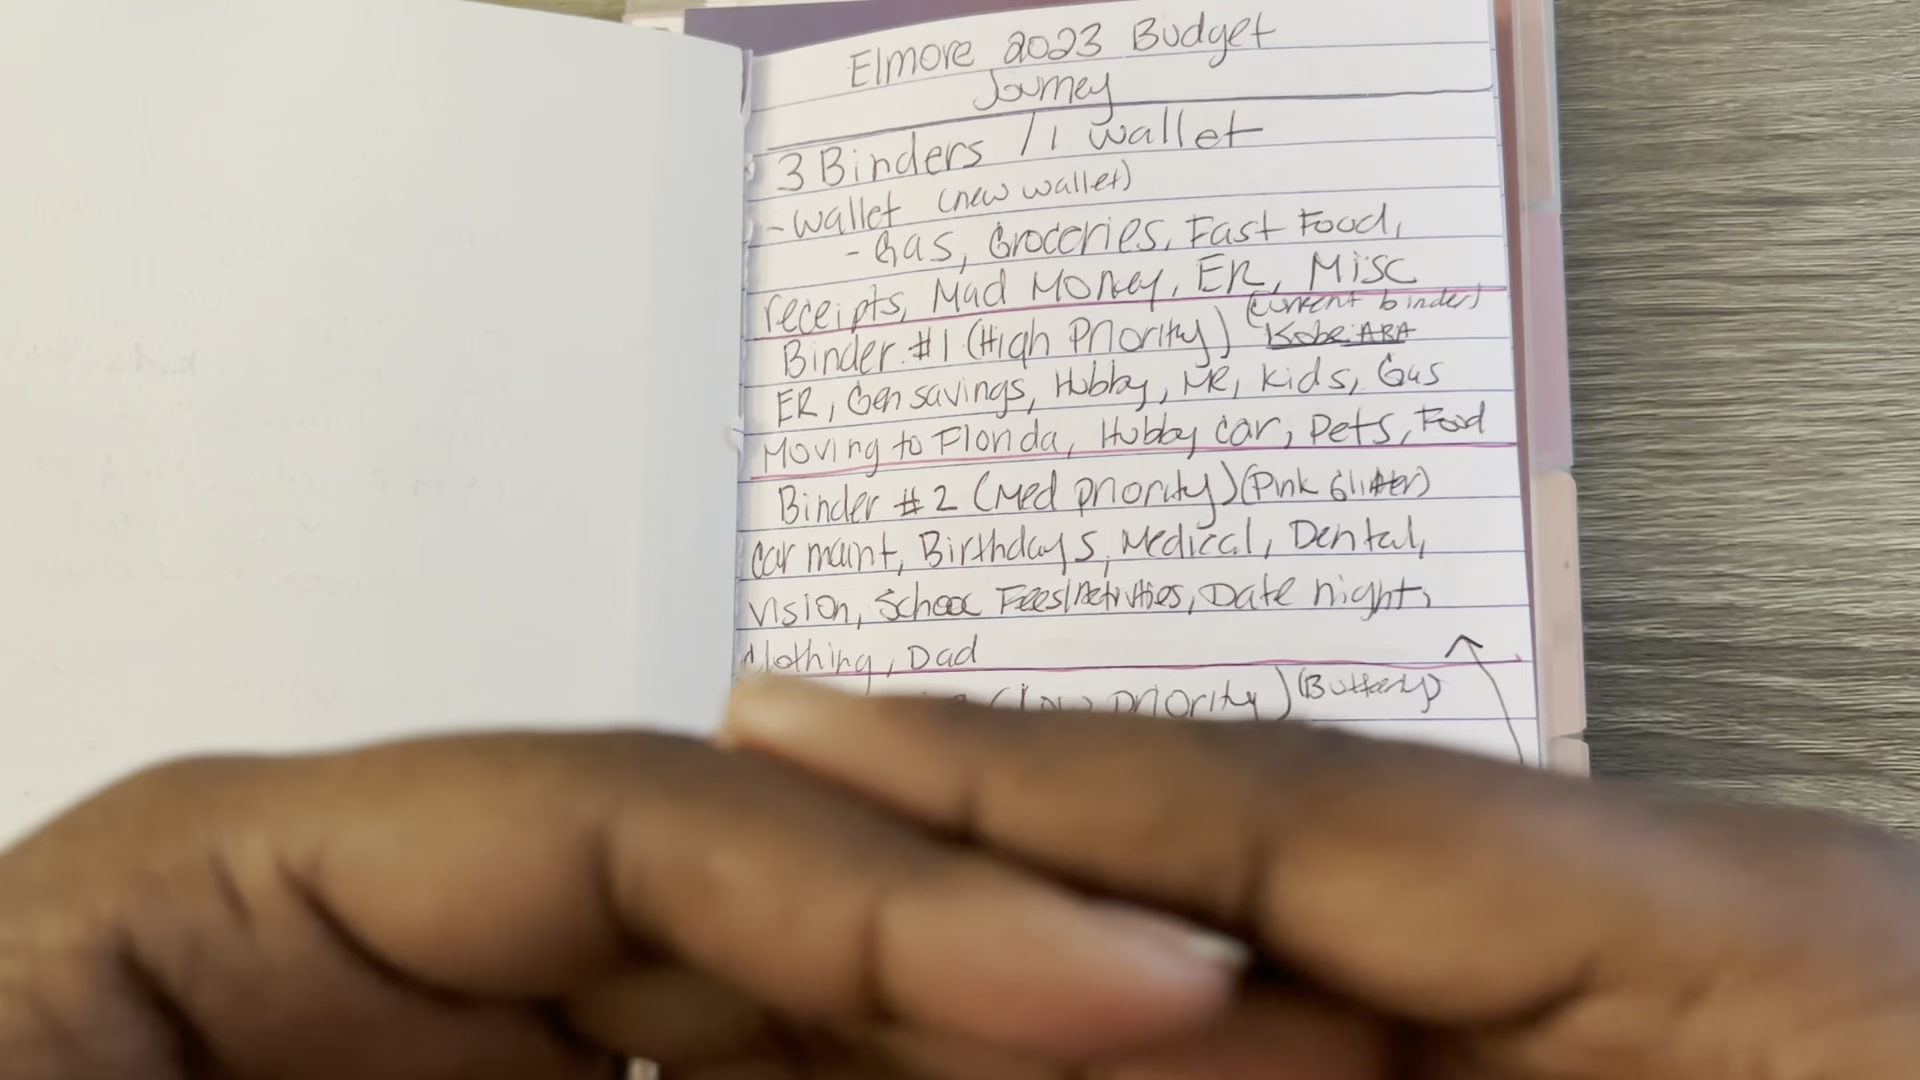 Elmore 2023 Budget
Journey
3 Binders / 1 wallet
- wallet (new wallet)
- Gas, Groceries, Fast Food,
receipts, Mad Money, ER, Misc
(current binder)
Binder #1 (High Priority) Kobe ABA
ER, Gen savings, Hubby, ME, kids, Gas
Moving to Florida, Hubby car, Pets, Food
Binder #2 (Med priority) (Pink Glitter)
car maint, Birthdays, Medical, Dental,
vision, School Fees/Activities, Date night,
Clothing, Dad
(low priority) (Butterfly)